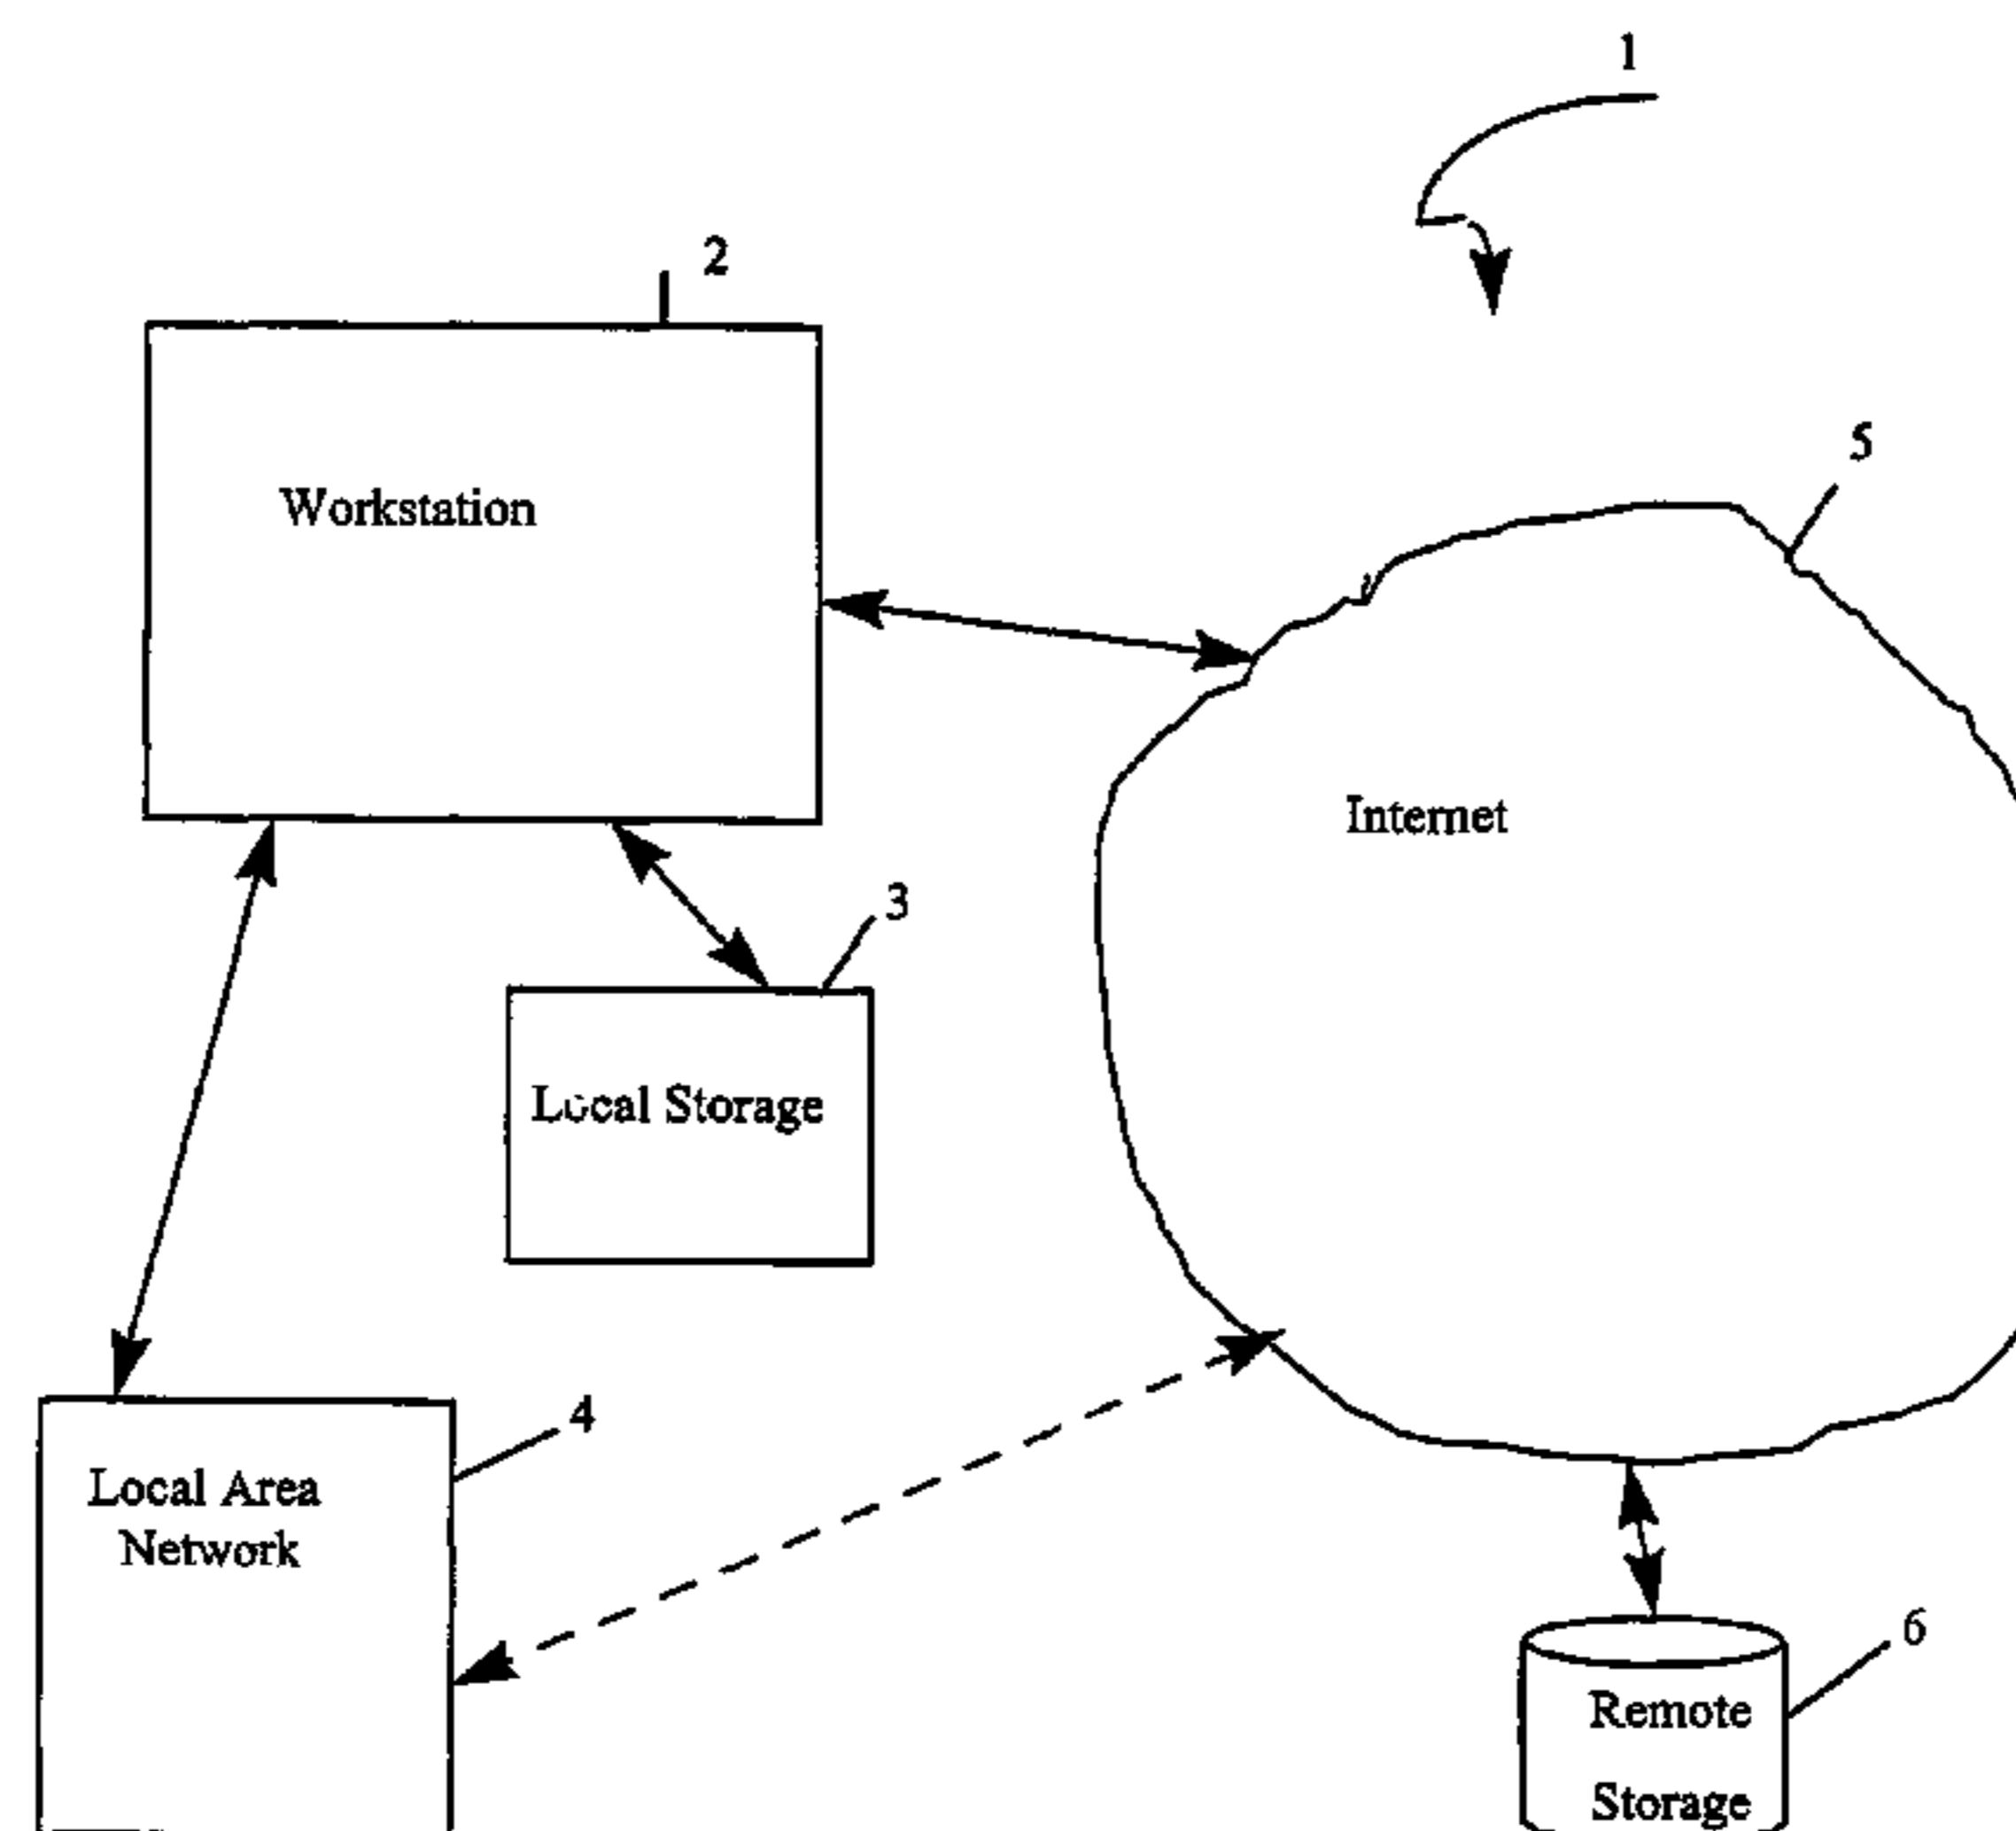 1
2
Workstation
5
Internet
3
Local Storage
4
Local Area
Network
6
Remote
Storage